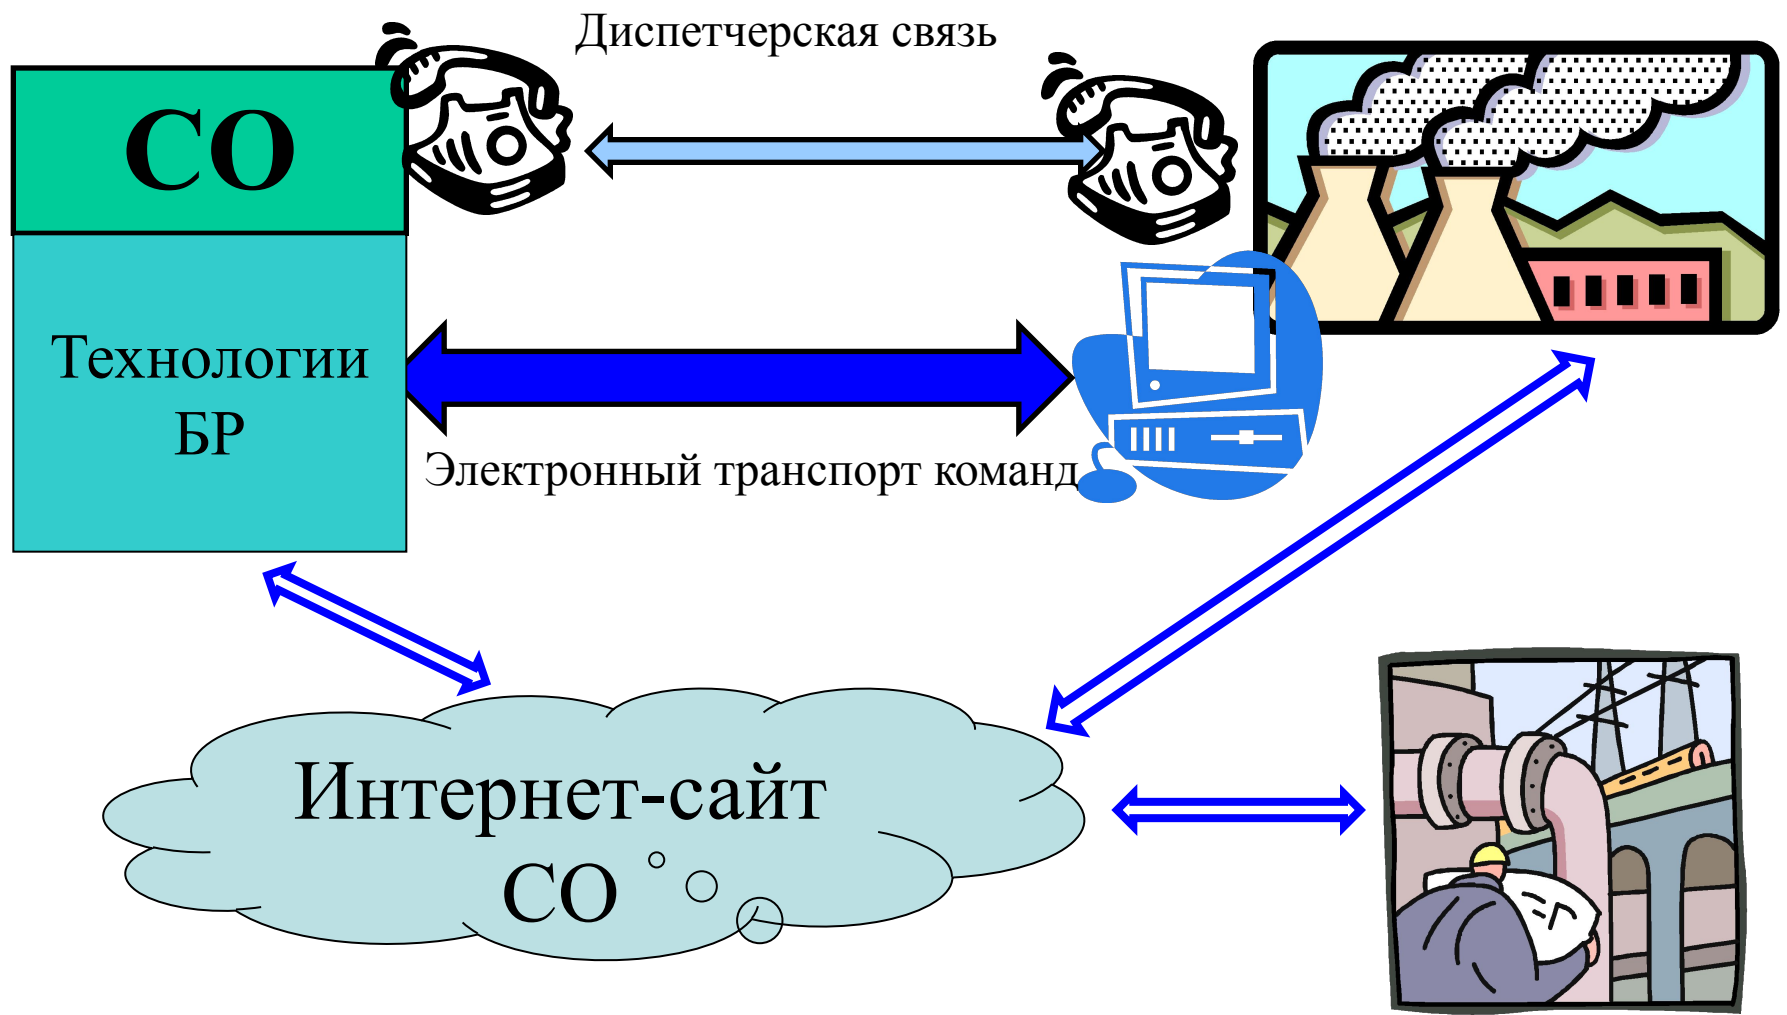 Диспетчерская связь
СО
Технологии
БР
Электронный транспорт команд
Интернет-сайт
СО